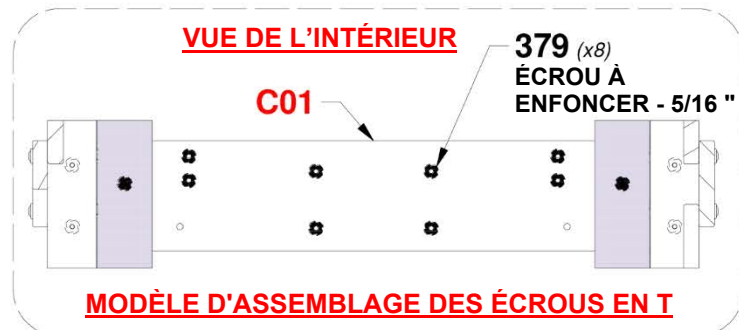 VUE DE L'INTÉRIEUR
379 (x8)
ÉCROU À
ENFONCER - 5/16 "
C01
MODÈLE D'ASSEMBLAGE DES ÉCROUS EN T